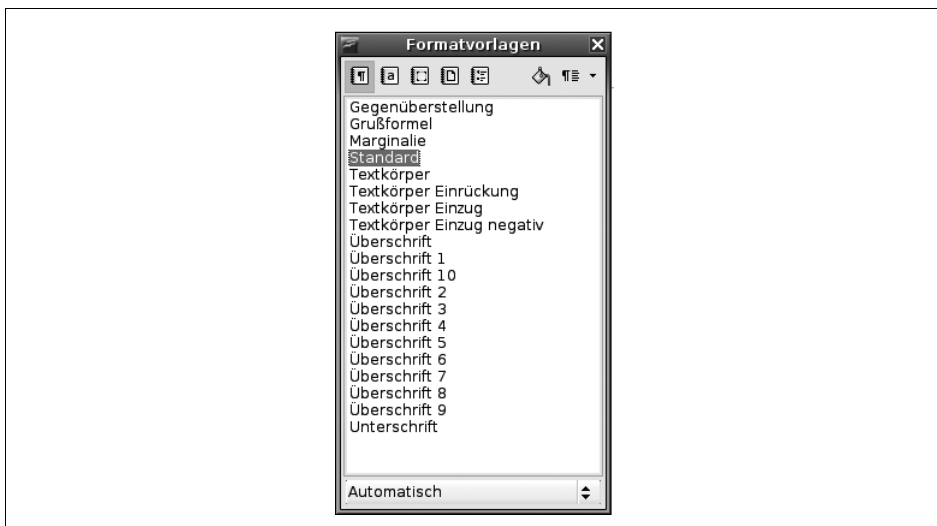 Formatvorlagen
Gegenüberstellung
Grußformel
Marginalie
Standard
Textkörper
Textkörper Einrückung
Textkörper Einzug
Textkörper Einzug negativ
Überschrift
Überschrift 1
Überschrift 10
Überschrift 2
Überschrift 3
Überschrift 4
Überschrift 5
Überschrift 6
Überschrift 7
Überschrift 8
Überschrift 9
Unterschrift
Automatisch